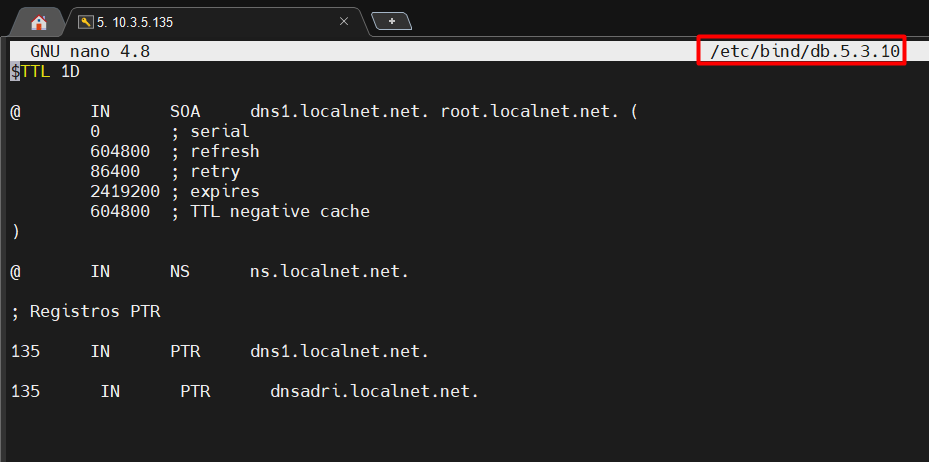 5. 10.3.5.135
GNU nano 4.8 /etc/bind/db.5.3.10
$TTL 1D
@ IN SOA dns1.localnet.net. root.localnet.net. (
0 ; serial
604800 ; refresh
86400 ; retry
2419200 ; expires
604800 ; TTL negative cache
)
@ IN NS ns.localnet.net.
; Registros PTR
135 IN PTR dns1.localnet.net.
135 IN PTR dnsadri.localnet.net.